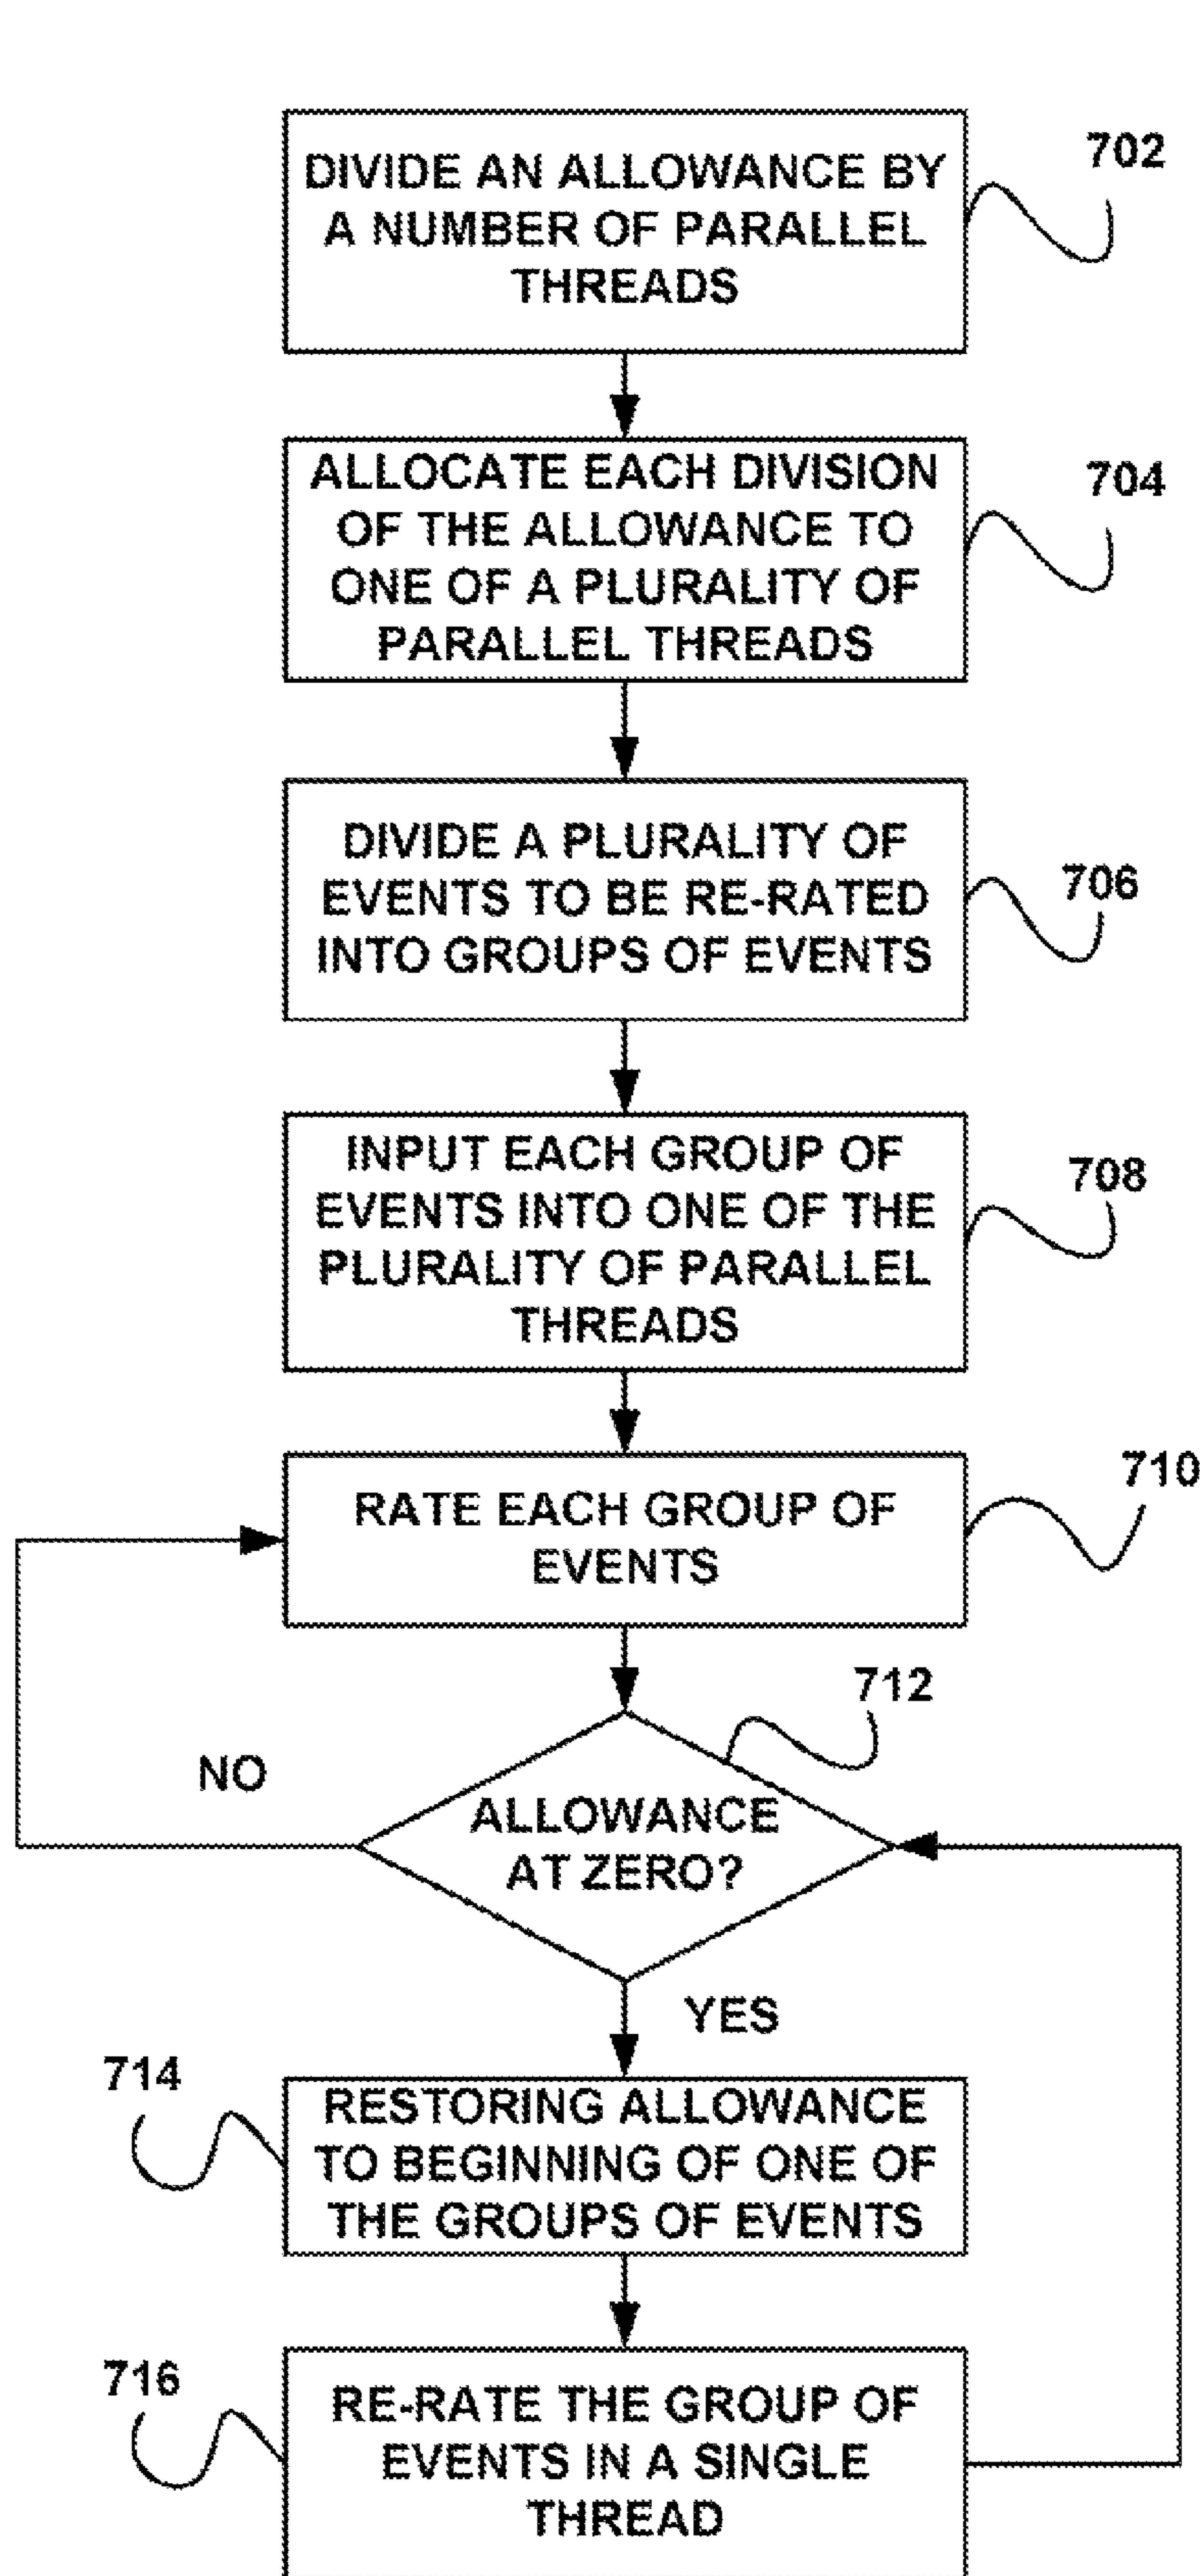 DIVIDE AN ALLOWANCE BY
A NUMBER OF PARALLEL
THREADS
702
ALLOCATE EACH DIVISION
OF THE ALLOWANCE TO
ONE OF A PLURALITY OF
PARALLEL THREADS
704
DIVIDE A PLURALITY OF
EVENTS TO BE RE-RATED
INTO GROUPS OF EVENTS
706
INPUT EACH GROUP OF
EVENTS INTO ONE OF THE
PLURALITY OF PARALLEL
THREADS
708
RATE EACH GROUP OF
EVENTS
710
712
NO
ALLOWANCE
AT ZERO?
YES
714
RESTORING ALLOWANCE
TO BEGINNING OF ONE OF
THE GROUPS OF EVENTS
716
RE-RATE THE GROUP OF
EVENTS IN A SINGLE
THREAD